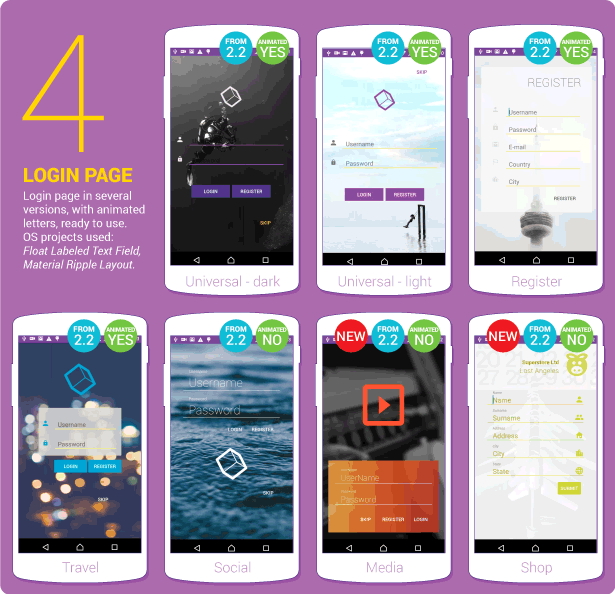 4
LOGIN PAGE
Login page in several
versions, with animated
letters, ready to use.
OS projects used:
Float Labeled Text Field,
Material Ripple Layout.
FROM
2.2
ANIMATED
YES
LOGIN
REGISTER
SKIP
Universal - dark
FROM
2.2
ANIMATED
YES
SKIP
Username
Password
LOGIN
REGISTER
Universal - light
FROM
2.2
ANIMATED
YES
REGISTER
Username
Password
E-mail
Country
City
REGISTER
Register
FROM
2.2
ANIMATED
YES
Username
Password
LOGIN
REGISTER
SKIP
Travel
FROM
2.2
ANIMATED
NO
Username
Password
LOGIN
REGISTER
SKIP
Social
NEW
FROM
2.2
ANIMATED
NO
UserName
Password
SKIP
REGISTER
LOGIN
Media
NEW
FROM
2.2
ANIMATED
NO
Superstore Ltd
Lost Angeles
Name
Surname
Address
City
State
SUBMIT
Shop